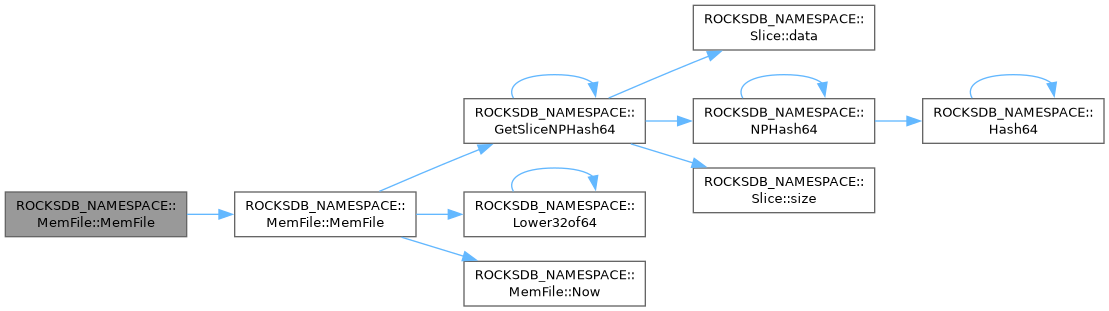 ROCKSDB_NAMESPACE::
MemFile::MemFile
ROCKSDB_NAMESPACE::
MemFile::MemFile
ROCKSDB_NAMESPACE::
GetSliceNPHash64
ROCKSDB_NAMESPACE::
Lower32of64
ROCKSDB_NAMESPACE::
MemFile::Now
ROCKSDB_NAMESPACE::
Slice::data
ROCKSDB_NAMESPACE::
NPHash64
ROCKSDB_NAMESPACE::
Slice::size
ROCKSDB_NAMESPACE::
Hash64